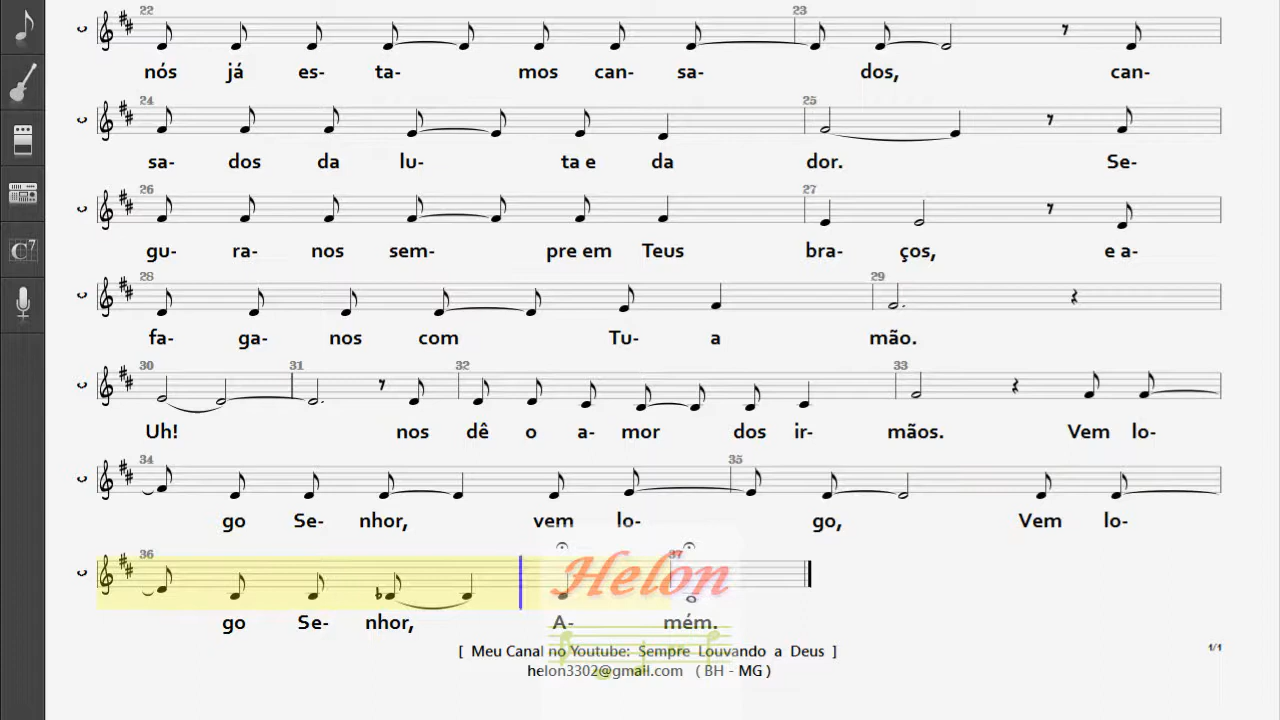 22 23
nós já es- ta- mos can- sa- dos, can-
24 25
sa- dos da lu- ta e da dor. Se-
26 27
gu- ra- nos sem- pre em Teus bra- ços, e a-
28 29
fa- ga- nos com Tu- a mão.
30 31 32 33
Uh! nos dê o a- mor dos ir- mãos. Vem lo-
34 35
go Se- nhor, vem lo- go, Vem lo-
36 37
Helon
go Se- nhor, A- mém.
[ Meu Canal no Youtube: Sempre Louvando a Deus ]
1/1
helon3302@gmail.com ( BH - MG )
C7